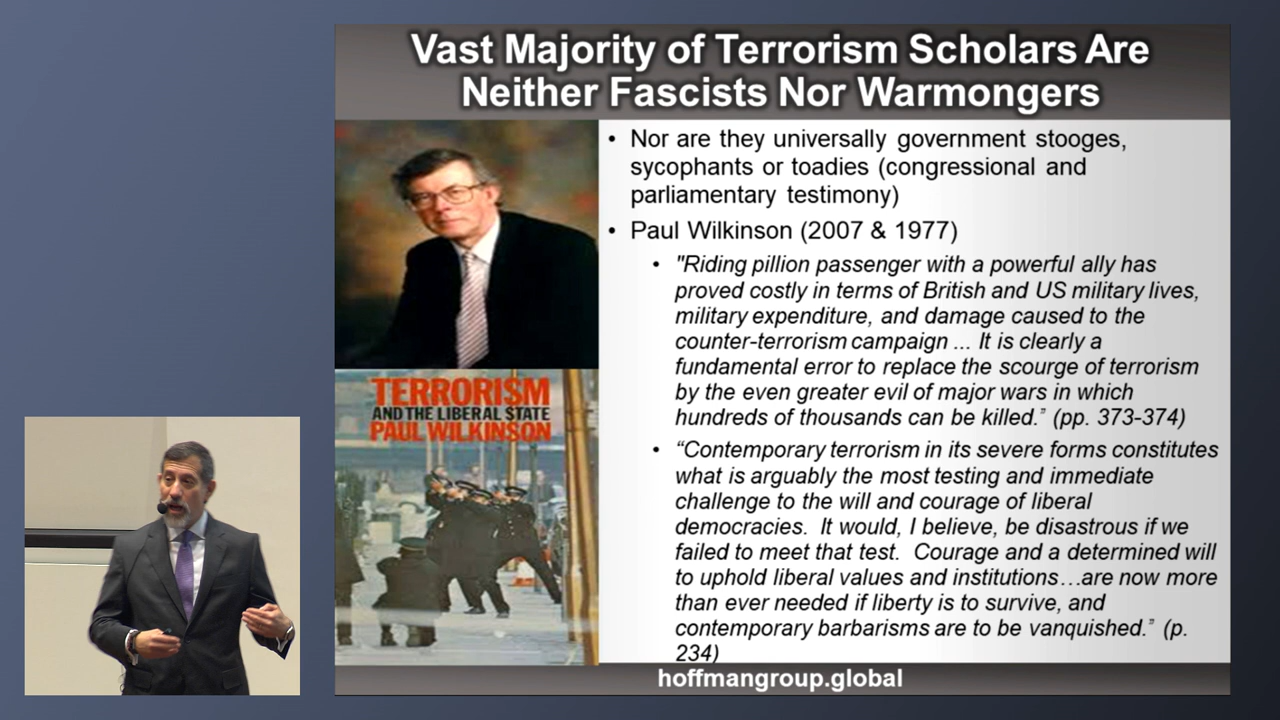 Vast Majority of Terrorism Scholars Are
Neither Fascists Nor Warmongers
• Nor are they universally government stooges,
sycophants or toadies (congressional and
parliamentary testimony)
• Paul Wilkinson (2007 & 1977)
• "Riding pillion passenger with a powerful ally has
proved costly in terms of British and US military lives,
military expenditure, and damage caused to the
counter-terrorism campaign ... It is clearly a
fundamental error to replace the scourge of terrorism
by the even greater evil of major wars in which
hundreds of thousands can be killed.” (pp. 373-374)
• “Contemporary terrorism in its severe forms constitutes
what is arguably the most testing and immediate
challenge to the will and courage of liberal
democracies. It would, I believe, be disastrous if we
failed to meet that test. Courage and a determined will
to uphold liberal values and institutions…are now more
than ever needed if liberty is to survive, and
contemporary barbarisms are to be vanquished.” (p.
234)
TERRORISM
AND THE LIBERAL STATE
PAUL WILKINSON
hoffmangroup.global